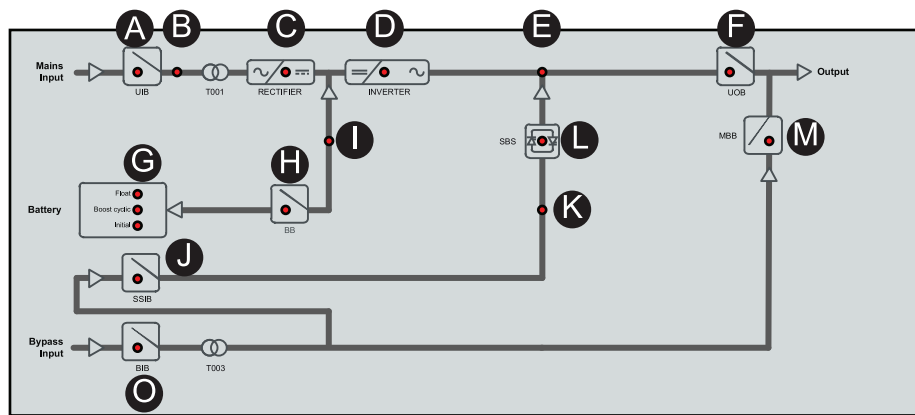 A B C D E F
Mains
Input
UIB
T001
RECTIFIER
INVERTER
UOB
Output
I
SBS
L
MBB
M
G
H
Float
Boost cyclic
Initial
Battery
BB
K
J
SSIB
Bypass
Input
BIB
T003
O